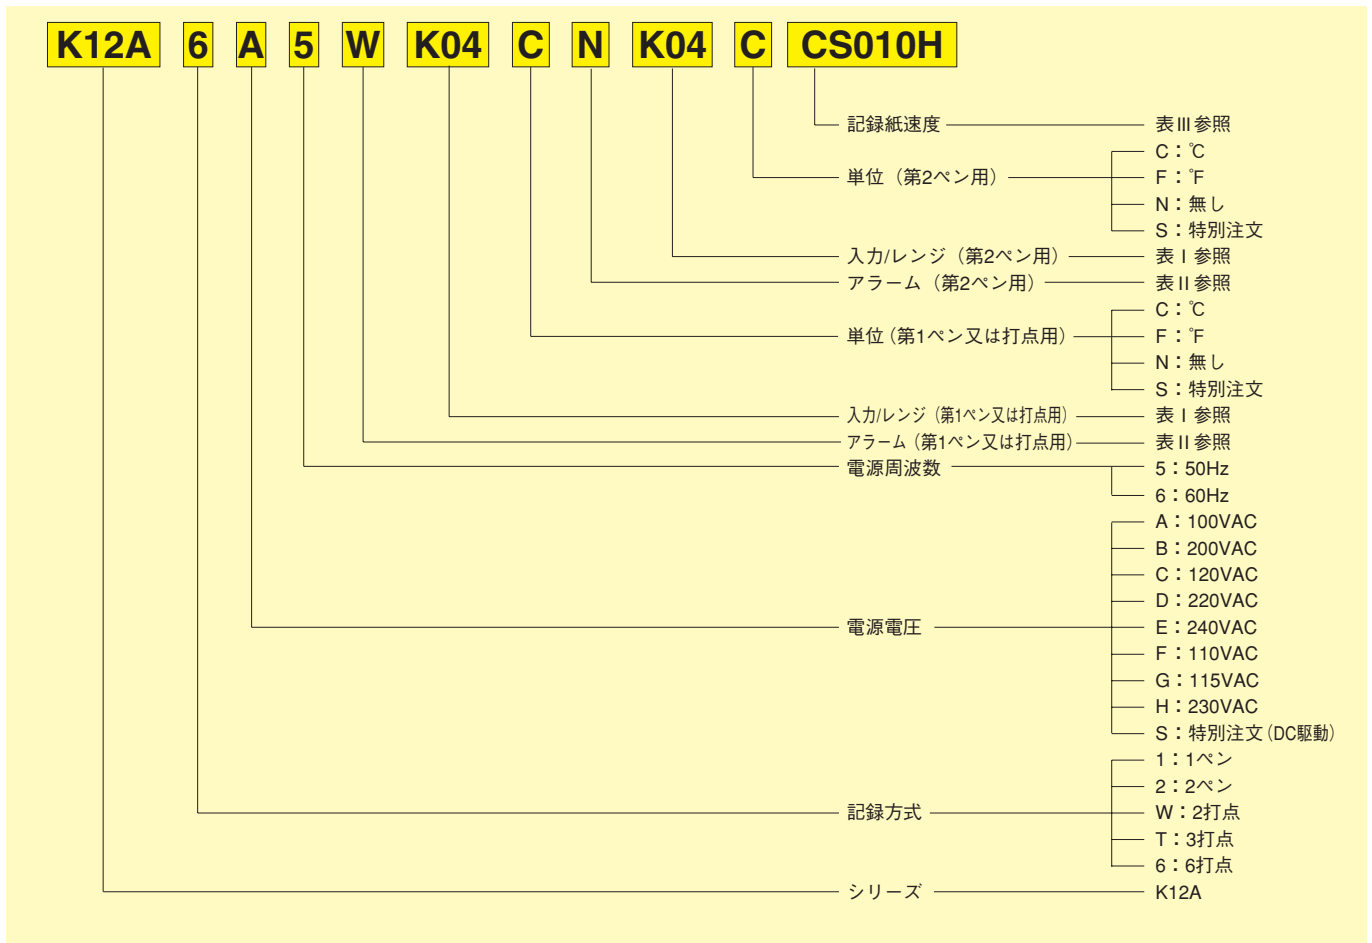 K12A 6 A 5 W K04 C N K04 C CS010H
記録紙速度 表III参照
C：℃
単位（第2ペン用） F：℉
N：無し
S：特別注文
入力/レンジ（第2ペン用） 表I参照
アラーム（第2ペン用） 表II参照
C：℃
単位（第1ペン又は打点用） F：℉
N：無し
S：特別注文
入力/レンジ（第1ペン又は打点用） 表I参照
アラーム（第1ペン又は打点用） 表II参照
電源周波数 5：50Hz
6：60Hz
A：100VAC
B：200VAC
C：120VAC
D：220VAC
電源電圧 E：240VAC
F：110VAC
G：115VAC
H：230VAC
S：特別注文（DC駆動）
1：1ペン
2：2ペン
記録方式 W：2打点
T：3打点
6：6打点
シリーズ K12A